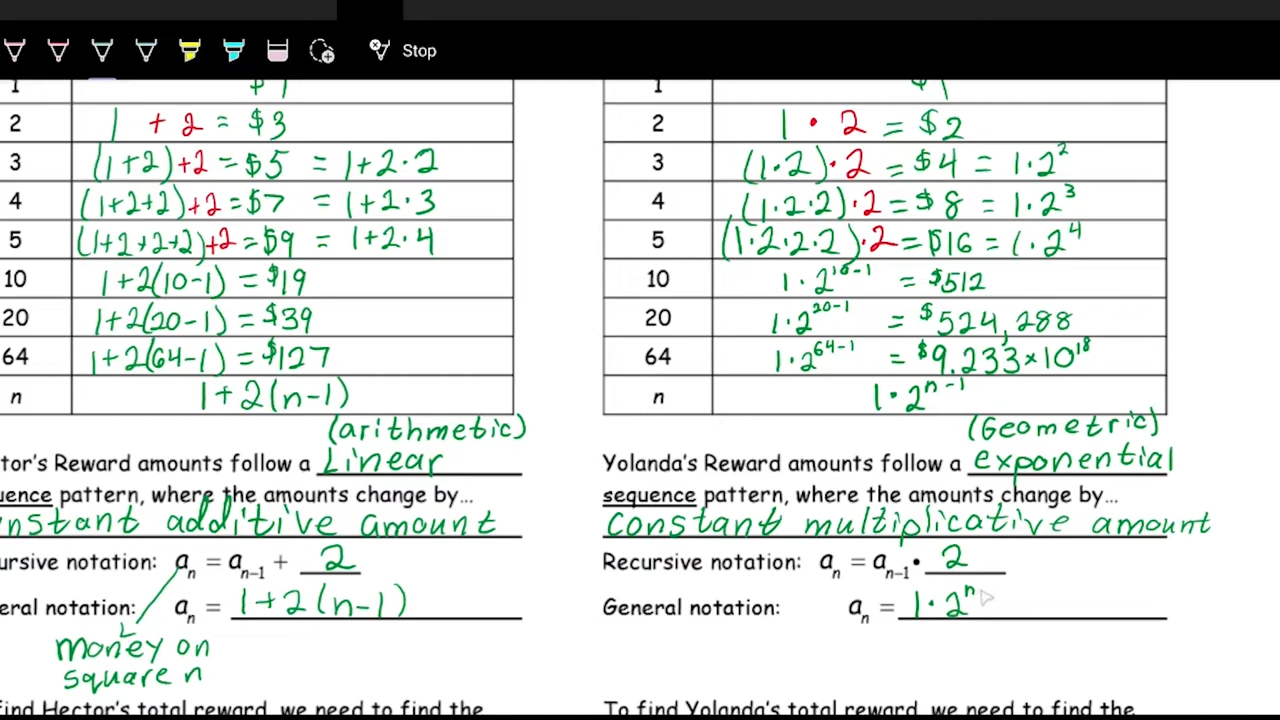 Stop
1 $1
2 1 + 2 = $3
3 (1+2)+2 = $5 = 1+2·2
4 (1+2+2)+2 = $7 = 1+2·3
5 (1+2+2+2)+2 = $9 = 1+2·4
10 1+2(10-1) = $19
20 1+2(20-1) = $39
64 1+2(64-1) = $127
n 1+2(n-1)
(arithmetic)
tor's Reward amounts follow a Linear
uence pattern, where the amounts change by…
nstant additive amount
ursive notation: aₙ = aₙ₋₁ + 2
eral notation: aₙ = 1+2(n-1)
money on
square n
find Hector's total reward, we need to find the
1 $1
2 1 · 2 = $2
3 (1·2)·2 = $4 = 1·2²
4 (1·2·2)·2 = $8 = 1·2³
5 (1·2·2·2)·2 = $16 = 1·2⁴
10 1·2¹⁰⁻¹ = $512
20 1·2²⁰⁻¹ = $524,288
64 1·2⁶⁴⁻¹ = $9.233×10¹⁸
n 1·2ⁿ⁻¹
(Geometric)
Yolanda's Reward amounts follow a exponential
sequence pattern, where the amounts change by…
constant multiplicative amount
Recursive notation: aₙ = aₙ₋₁• 2
General notation: aₙ = 1·2ⁿ
To find Yolanda's total reward, we need to find the